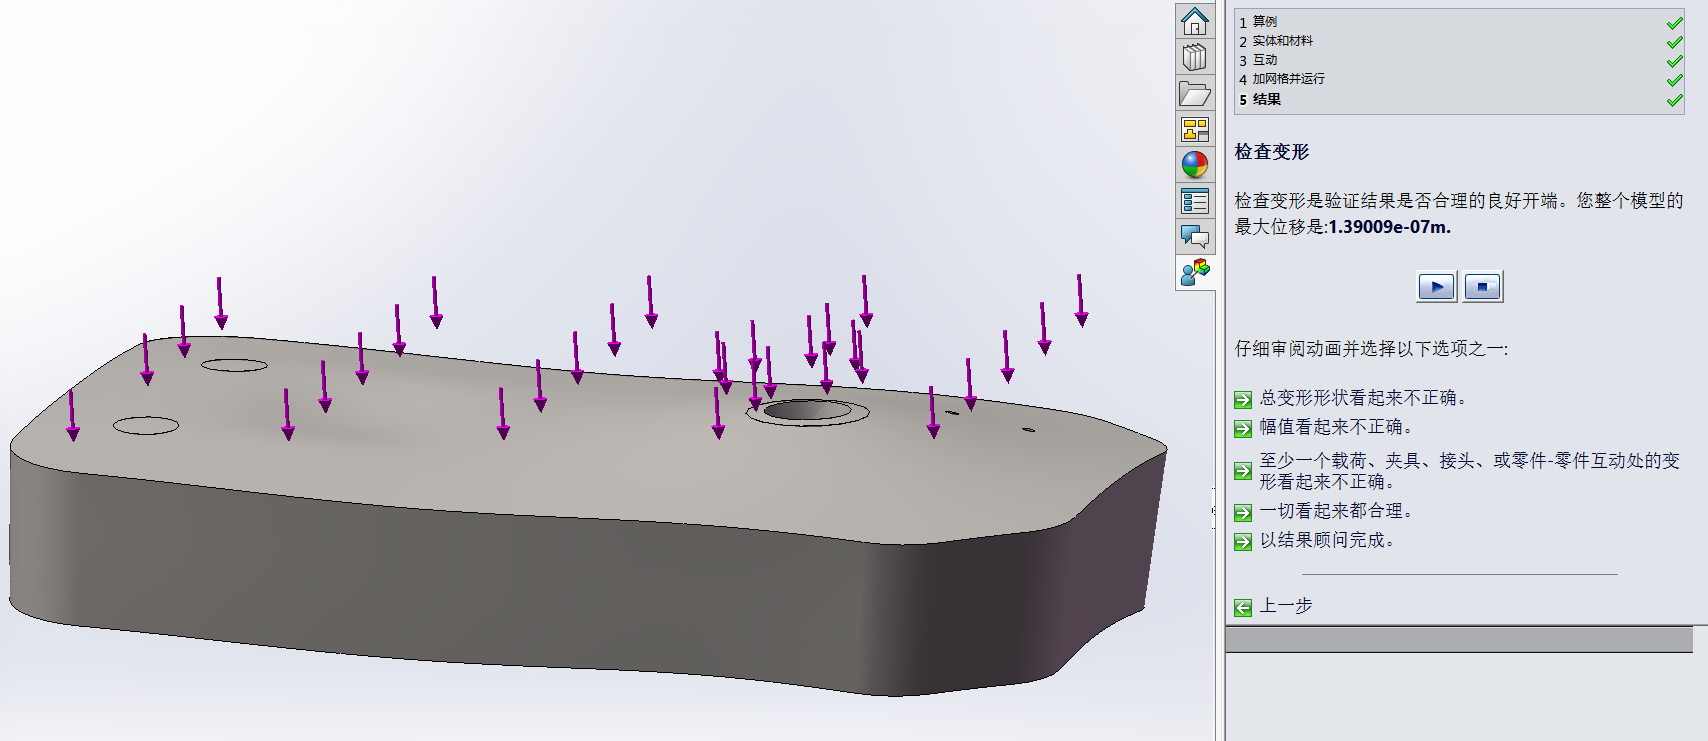 1 算例
2 实体和材料
3 互动
4 加网格并运行
5 结果
检查变形
检查变形是验证结果是否合理的良好开端。您整个模型的
最大位移是:1.39009e-07m.
仔细审阅动画并选择以下选项之一:
总变形形状看起来不正确。
幅值看起来不正确。
至少一个载荷、夹具、接头、或零件-零件互动处的变
形看起来不正确。
一切看起来都合理。
以结果顾问完成。
上一步